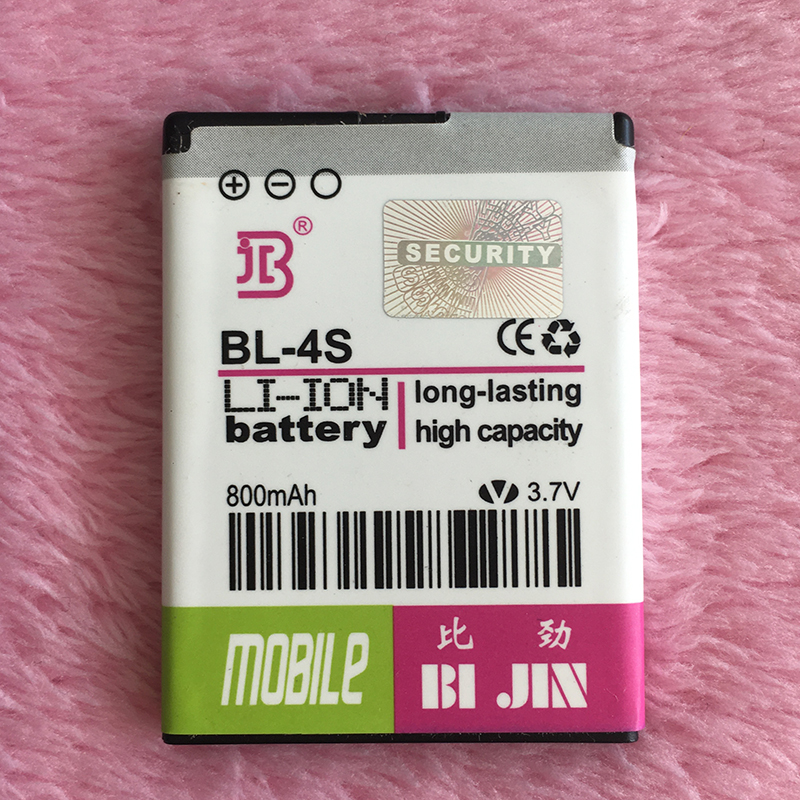 JB®
SECURITY
BL-4S CE
LI-ION
battery
long-lasting
high capacity
800mAh V 3.7V
MOBILE
比 劲
BI JIN